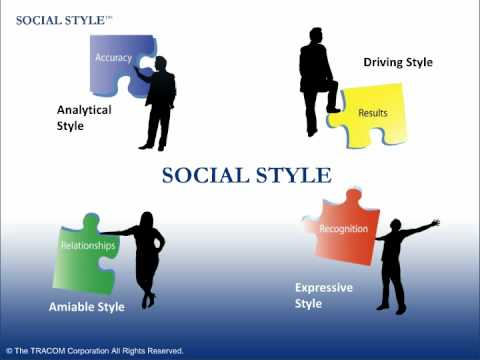 SOCIAL STYLE™
Accuracy
Analytical
Style
Driving Style
Results
SOCIAL STYLE
Relationships
Amiable Style
Recognition
Expressive
Style
© The TRACOM Corporation All Rights Reserved.